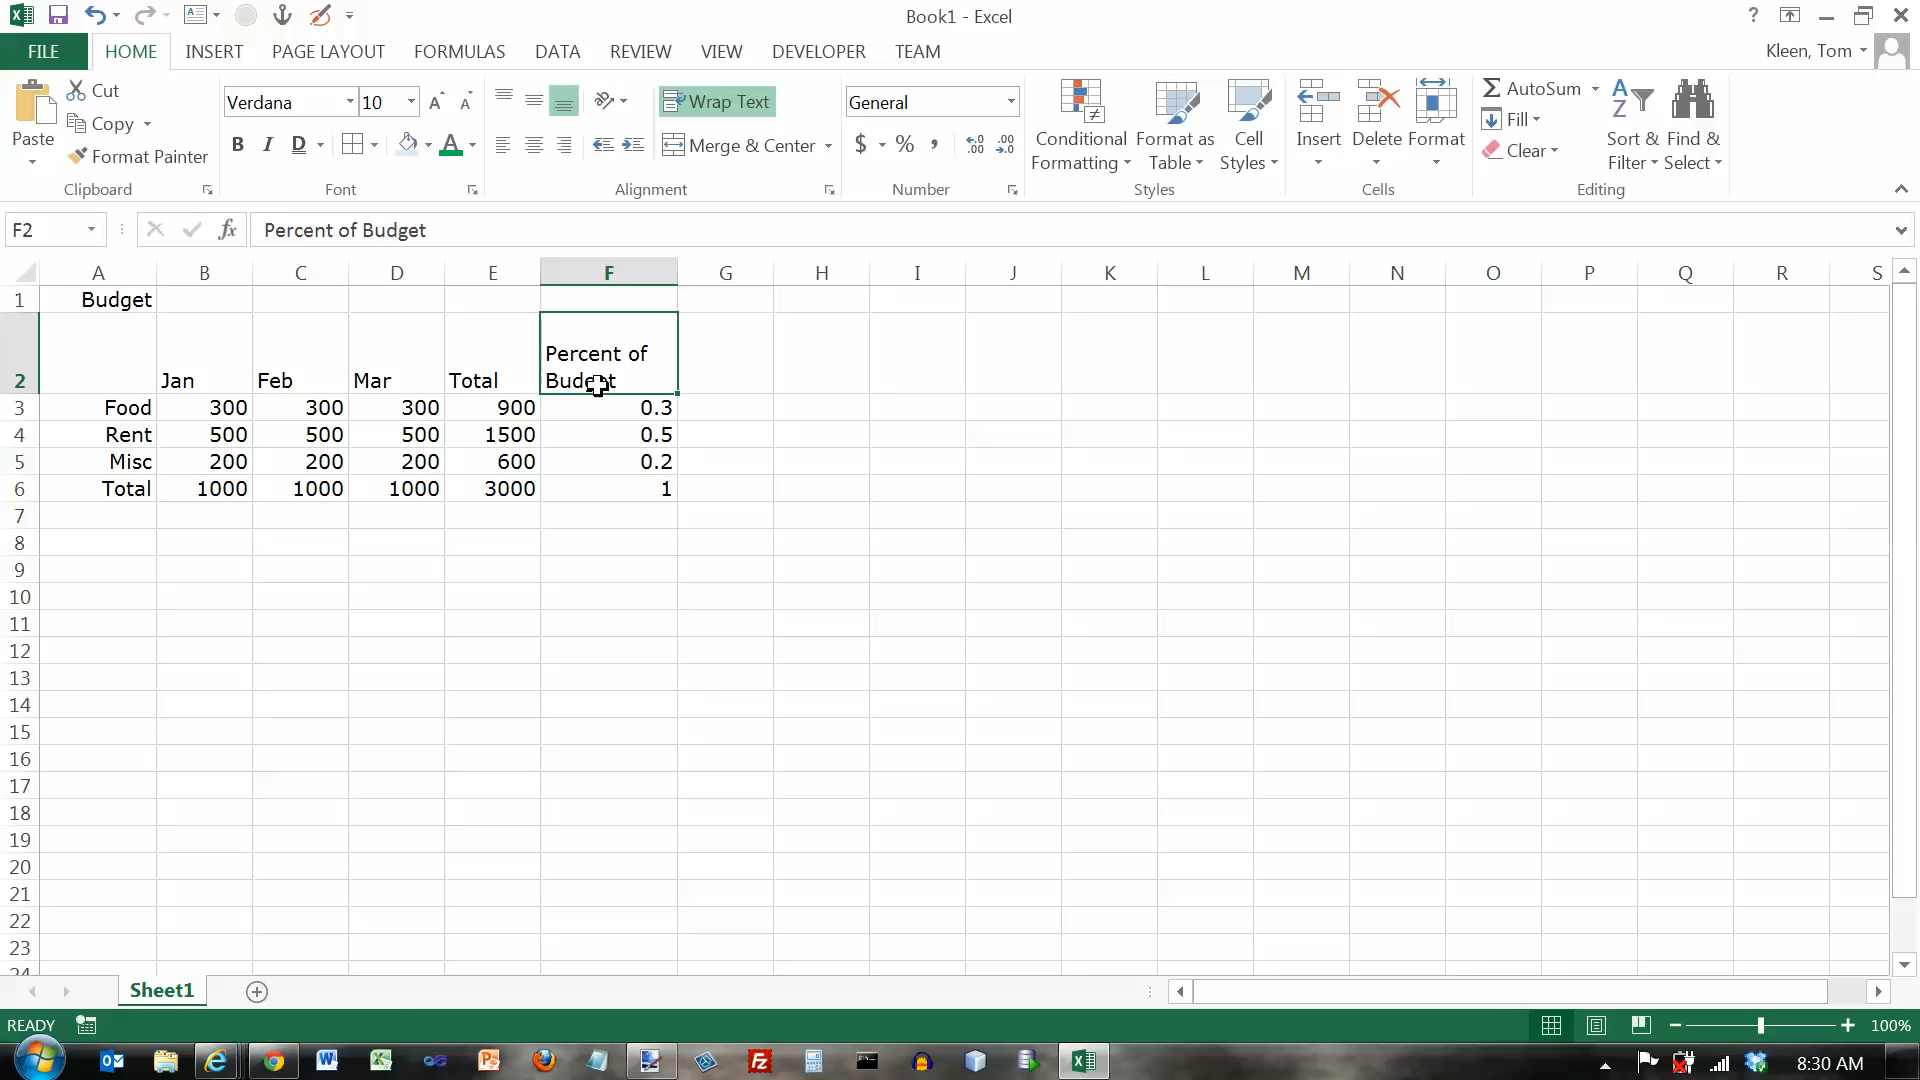 Book1 - Excel
?
FILE HOME INSERT PAGE LAYOUT FORMULAS DATA REVIEW VIEW DEVELOPER TEAM
Kleen, Tom
Paste
Cut
Copy
Format Painter
Clipboard
Verdana 10
A A
B I D A
Font
Wrap Text
Merge & Center
Alignment
General
$ % , .0 .00 .00 .0
Number
Conditional Formatting
Format as Table
Cell Styles
Styles
Insert Delete Format
Cells
AutoSum
Fill
Clear
Sort & Filter
Find & Select
Editing
F2 fx Percent of Budget
A B C D E F G H I J K L M N O P Q R S
1 Budget
2 Jan Feb Mar Total Percent of
Budget
3 Food 300 300 300 900 0.3
4 Rent 500 500 500 1500 0.5
5 Misc 200 200 200 600 0.2
6 Total 1000 1000 1000 3000 1
7
8
9
10
11
12
13
14
15
16
17
18
19
20
21
22
23
24
Sheet1
READY 100%
8:30 AM